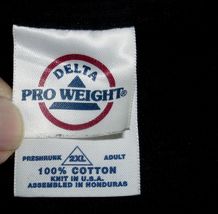 DELTA
PRO WEIGHT®
PRESHRUNK 2XL ADULT
100% COTTON
KNIT IN U.S.A.
ASSEMBLED IN HONDURAS